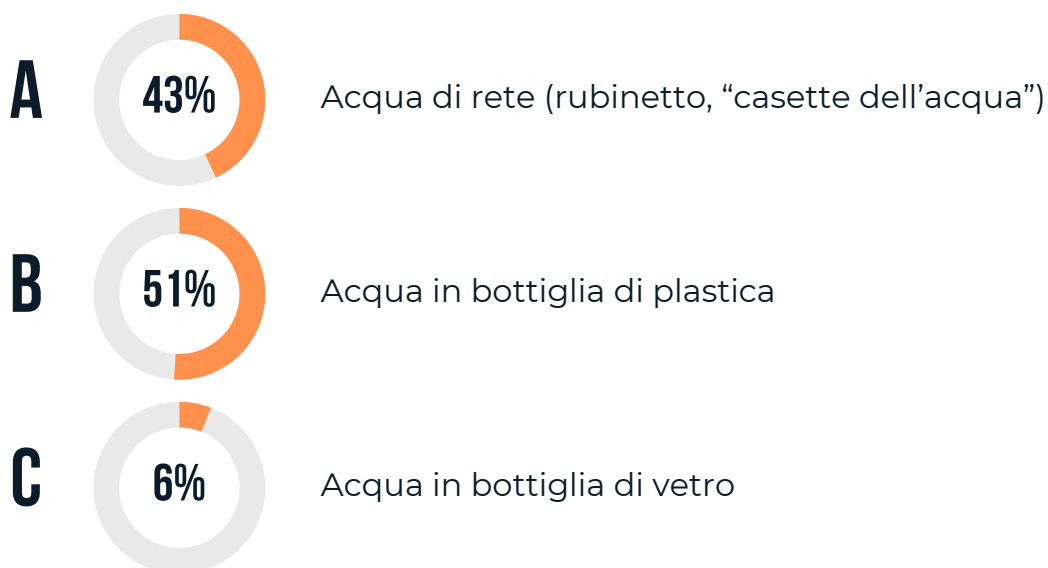 A 43% Acqua di rete (rubinetto, “casette dell’acqua”)
B 51% Acqua in bottiglia di plastica
C 6% Acqua in bottiglia di vetro